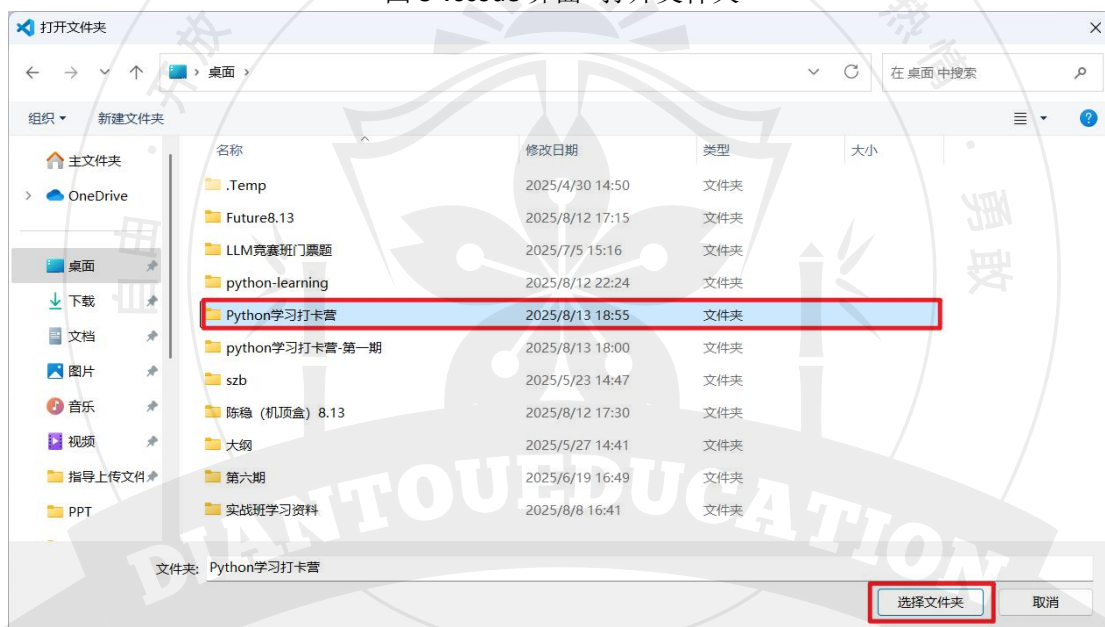 打开文件夹
桌面
在 桌面 中搜索
组织 新建文件夹
名称 修改日期 类型 大小
主文件夹
OneDrive
桌面
下载
文档
图片
音乐
视频
指导上传文件
PPT
.Temp 2025/4/30 14:50 文件夹
Future8.13 2025/8/12 17:15 文件夹
LLM竞赛班门票题 2025/7/5 15:16 文件夹
python-learning 2025/8/12 22:24 文件夹
Python学习打卡营 2025/8/13 18:55 文件夹
python学习打卡营-第一期 2025/8/13 18:00 文件夹
szb 2025/5/23 14:47 文件夹
陈稳（机顶盒）8.13 2025/8/12 17:30 文件夹
大纲 2025/5/27 14:41 文件夹
第六期 2025/6/19 16:49 文件夹
实战班学习资料 2025/8/8 16:41 文件夹
文件夹: Python学习打卡营
选择文件夹 取消
自由·开放
热情·勇敢
DIANTOUEDUCATION